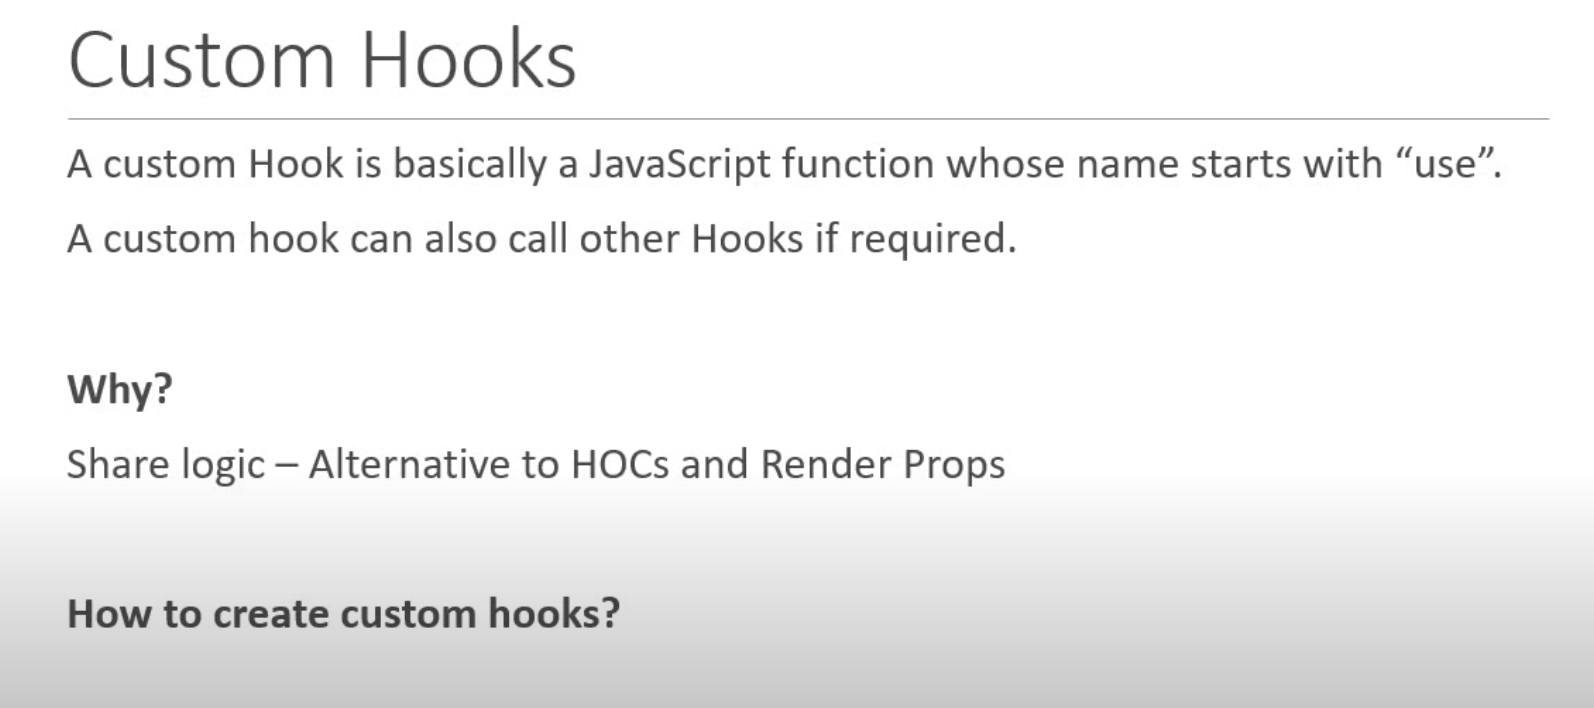 Custom Hooks
A custom Hook is basically a JavaScript function whose name starts with “use”.
A custom hook can also call other Hooks if required.
Why?
Share logic – Alternative to HOCs and Render Props
How to create custom hooks?